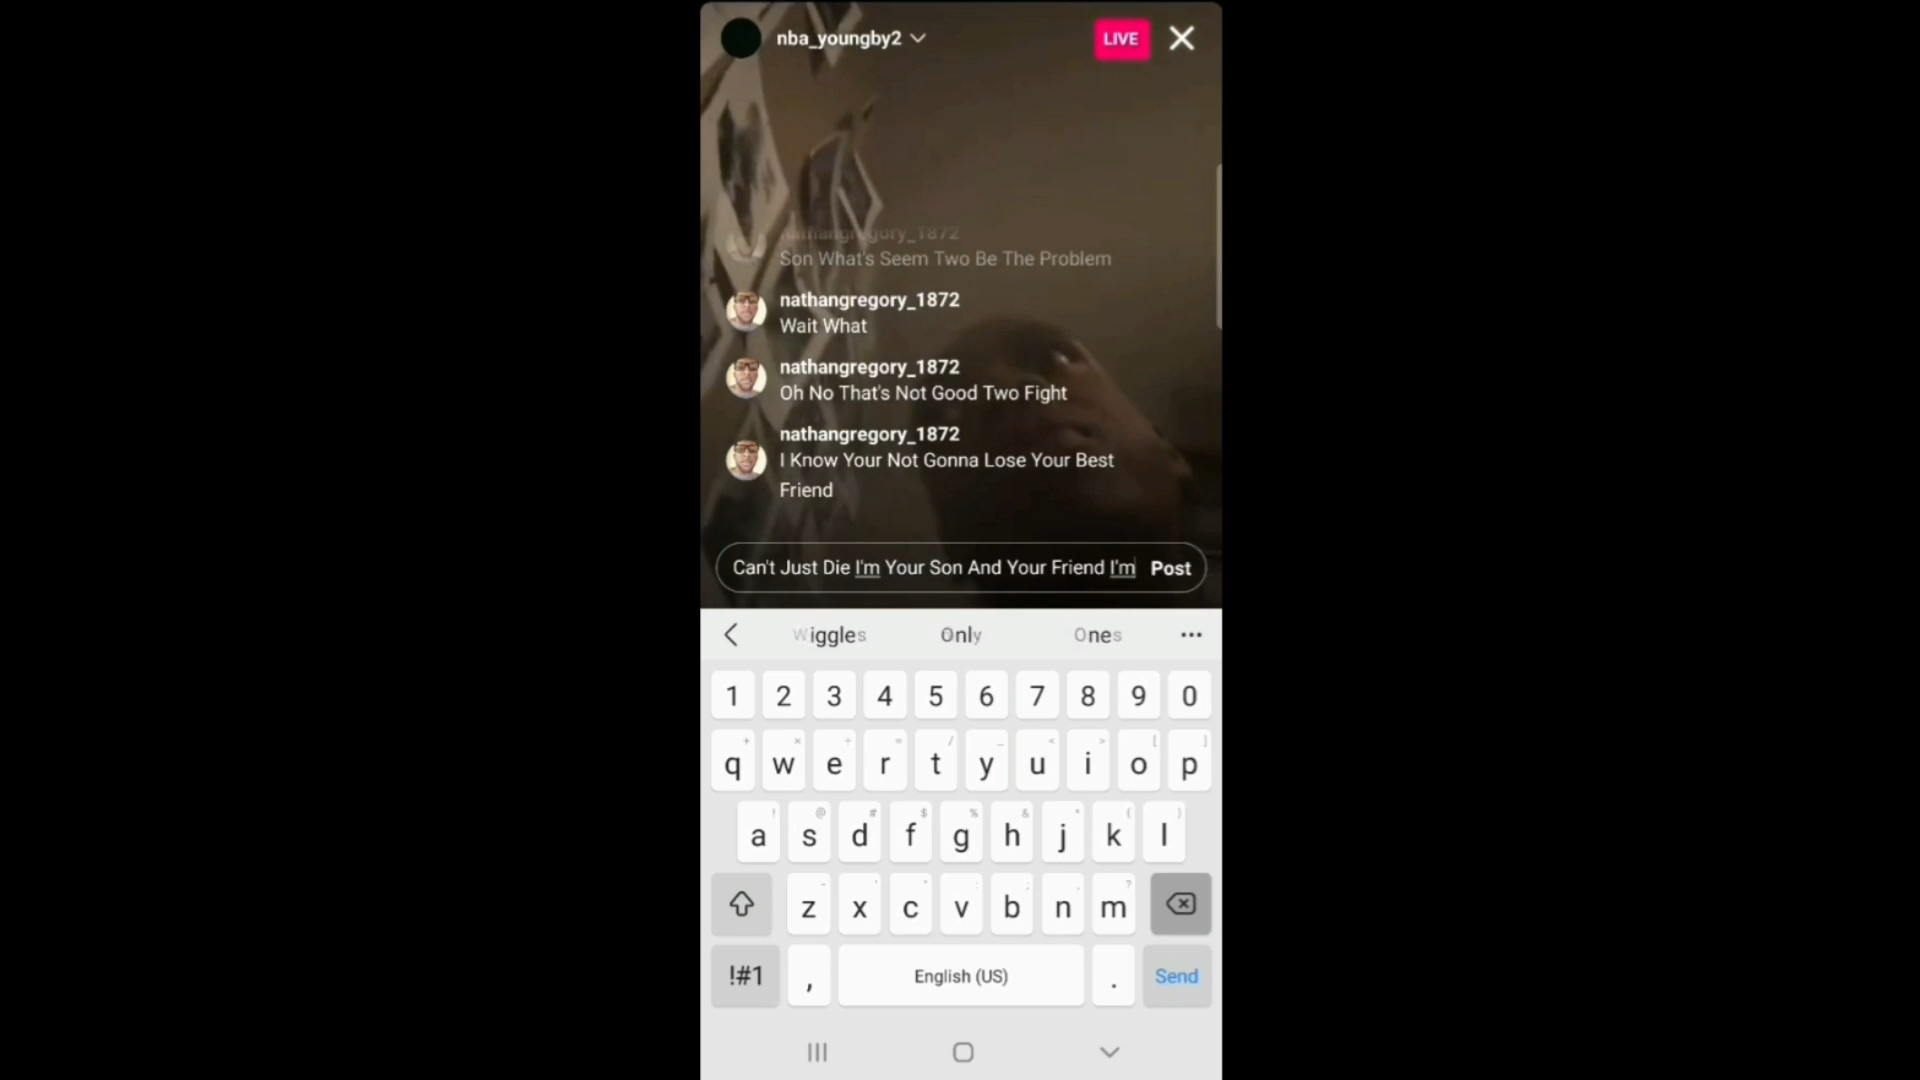 nba_youngby2
LIVE
nathangregory_1872
Son What's Seem Two Be The Problem
nathangregory_1872
Wait What
nathangregory_1872
Oh No That's Not Good Two Fight
nathangregory_1872
I Know Your Not Gonna Lose Your Best
Friend
Can't Just Die I'm Your Son And Your Friend I'm Post
Wiggles Only Ones
1 2 3 4 5 6 7 8 9 0
q w e r t y u i o p
a s d f g h j k l
z x c v b n m
!#1 , English (US) . Send